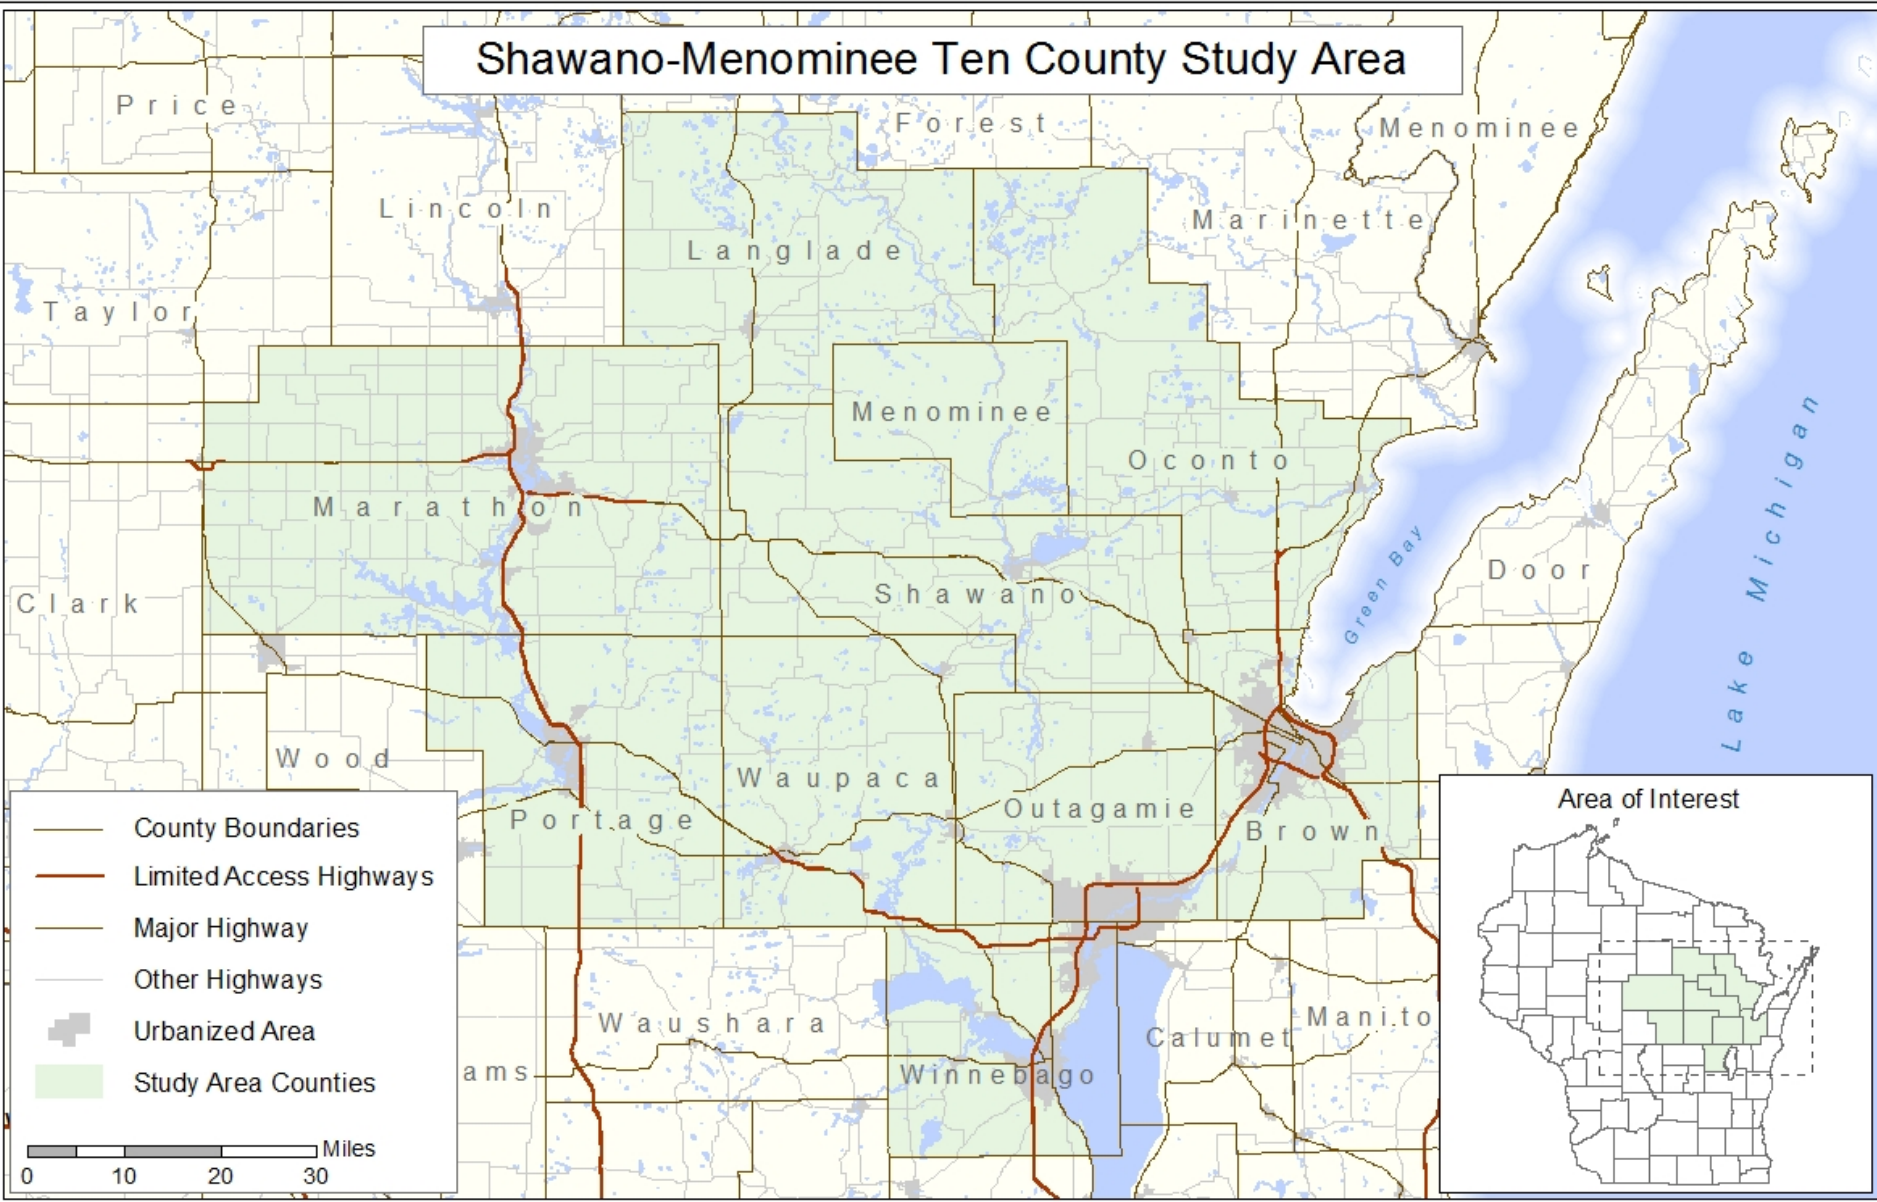 Shawano-Menominee Ten County Study Area
Price
Forest
Menominee
Lincoln
Marinette
Langlade
Taylor
Menominee
Oconto
Marathon
Lake Michigan
Green Bay
Door
Clark
Shawano
Wood
Waupaca
Outagamie
Portage
Brown
Waushara
Manito
Calumet
ams
Winnebago
County Boundaries
Limited Access Highways
Major Highway
Other Highways
Urbanized Area
Study Area Counties
Miles
0 10 20 30
Area of Interest